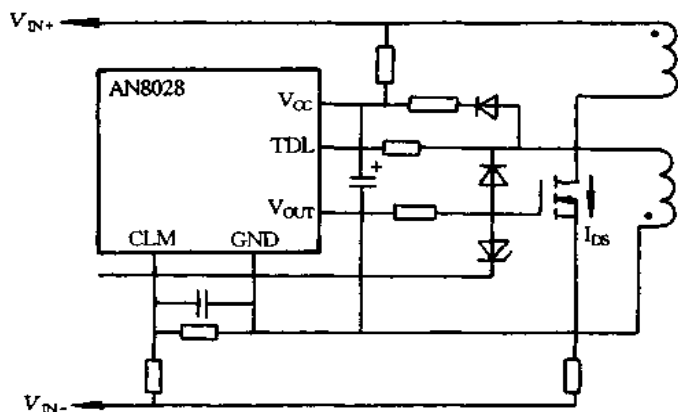 V_IN+
AN8028
V_CC
TDL
+
V_OUT
I_DS
CLM GND
V_IN-